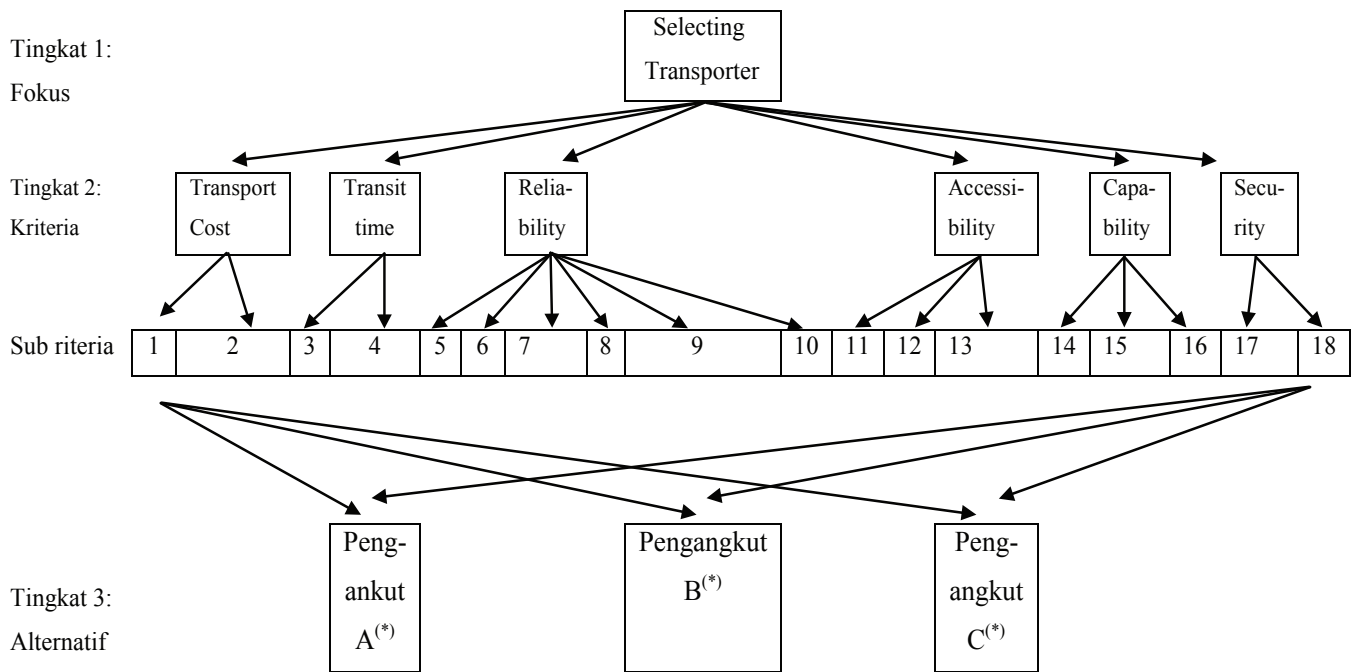 Tingkat 1:
Fokus
Selecting
Transporter
Tingkat 2:
Kriteria
Transport
Cost
Transit
time
Relia-
bility
Accessi-
bility
Capa-
bility
Secu-
rity
Sub riteria
1 2 3 4 5 6 7 8 9 10 11 12 13 14 15 16 17 18
Tingkat 3:
Alternatif
Peng-
ankut
A(*)
Pengangkut
B(*)
Peng-
angkut
C(*)